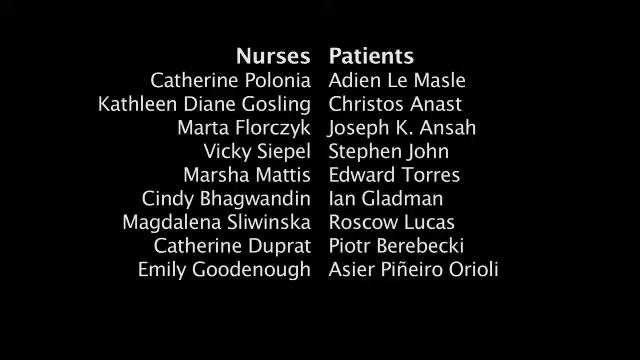 Nurses Patients
Catherine Polonia Adien Le Masle
Kathleen Diane Gosling Christos Anast
Marta Florczyk Joseph K. Ansah
Vicky Siepel Stephen John
Marsha Mattis Edward Torres
Cindy Bhagwandin Ian Gladman
Magdalena Sliwinska Roscow Lucas
Catherine Duprat Piotr Berebecki
Emily Goodenough Asier Piñeiro Orioli